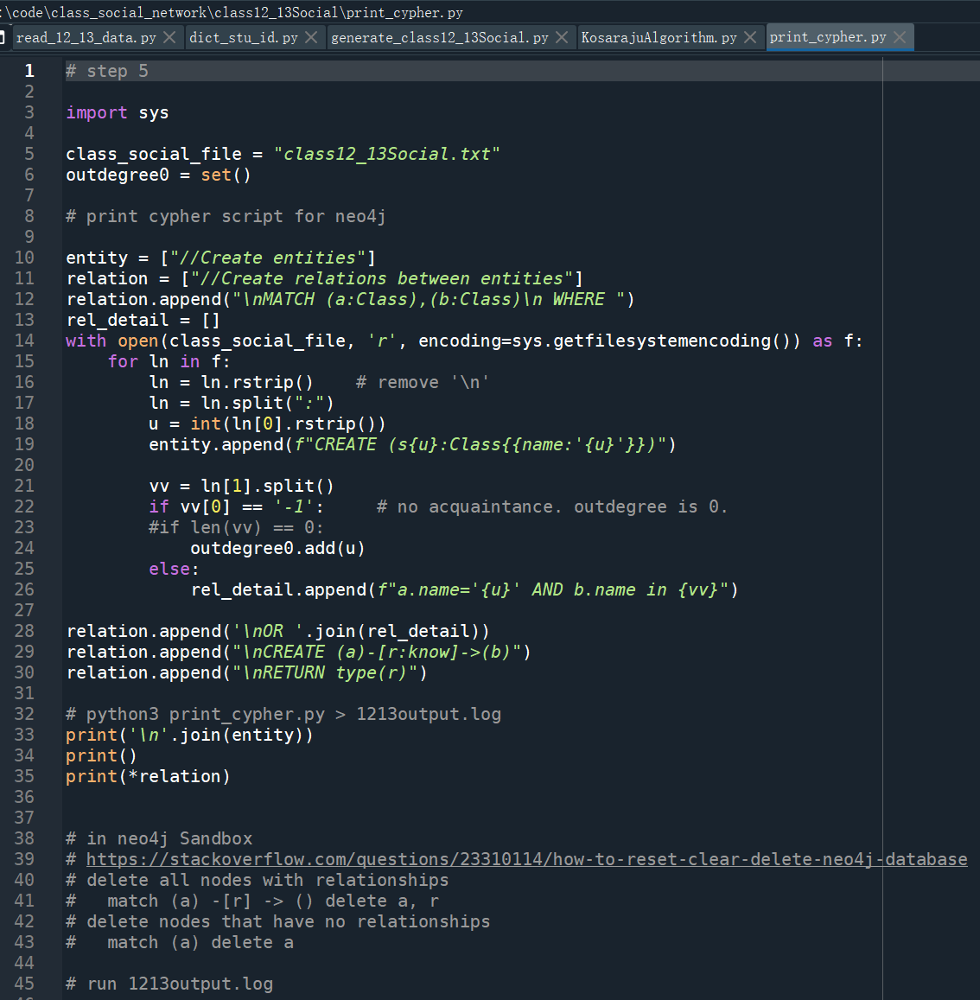 :\code\class_social_network\class12_13Social\print_cypher.py
read_12_13_data.py dict_stu_id.py generate_class12_13Social.py KosarajuAlgorithm.py print_cypher.py
1 # step 5
2
3 import sys
4
5 class_social_file = "class12_13Social.txt"
6 outdegree0 = set()
7
8 # print cypher script for neo4j
9
10 entity = ["//Create entities"]
11 relation = ["//Create relations between entities"]
12 relation.append("\nMATCH (a:Class),(b:Class)\n WHERE ")
13 rel_detail = []
14 with open(class_social_file, 'r', encoding=sys.getfilesystemencoding()) as f:
15     for ln in f:
16         ln = ln.rstrip()    # remove '\n'
17         ln = ln.split(":")
18         u = int(ln[0].rstrip())
19         entity.append(f"CREATE (s{u}:Class{{name:'{u}'}})")
20
21         vv = ln[1].split()
22         if vv[0] == '-1':     # no acquaintance. outdegree is 0.
23         #if len(vv) == 0:
24             outdegree0.add(u)
25         else:
26             rel_detail.append(f"a.name='{u}' AND b.name in {vv}")
27
28 relation.append('\nOR '.join(rel_detail))
29 relation.append("\nCREATE (a)-[r:know]->(b)")
30 relation.append("\nRETURN type(r)")
31
32 # python3 print_cypher.py > 1213output.log
33 print('\n'.join(entity))
34 print()
35 print(*relation)
36
37
38 # in neo4j Sandbox
39 # https://stackoverflow.com/questions/23310114/how-to-reset-clear-delete-neo4j-database
40 # delete all nodes with relationships
41 #   match (a) -[r] -> () delete a, r
42 # delete nodes that have no relationships
43 #   match (a) delete a
44
45 # run 1213output.log